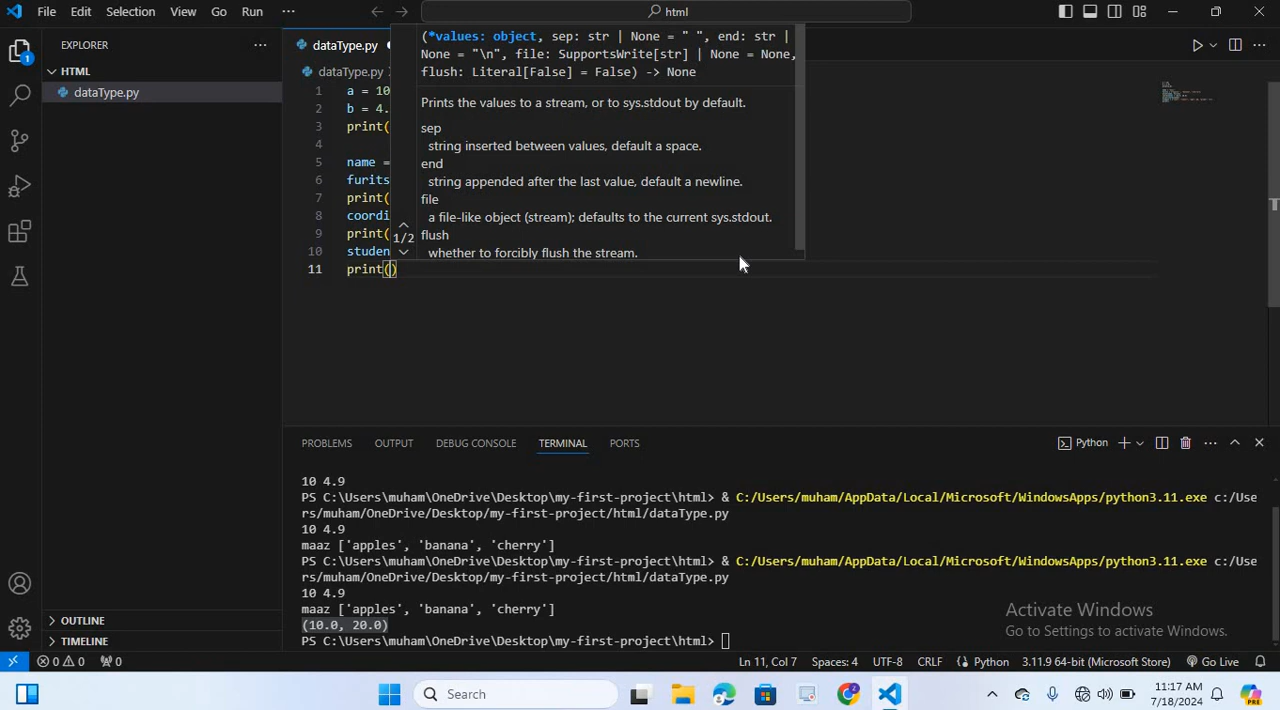 File Edit Selection View Go Run ··· html
EXPLORER ···
HTML
dataType.py
1
dataType.py
dataType.py
1 a = 10
2 b = 4.
3 print(
4
5 name =
6 furits
7 print(
8 coordi
9 print(
10 studen
11 print()
(*values: object, sep: str | None = " ", end: str |
None = "\n", file: SupportsWrite[str] | None = None,
flush: Literal[False] = False) -> None
Prints the values to a stream, or to sys.stdout by default.
sep
string inserted between values, default a space.
end
string appended after the last value, default a newline.
file
a file-like object (stream); defaults to the current sys.stdout.
flush
whether to forcibly flush the stream.
1/2
PROBLEMS OUTPUT DEBUG CONSOLE TERMINAL PORTS Python
10 4.9
PS C:\Users\muham\OneDrive\Desktop\my-first-project\html> & C:/Users/muham/AppData/Local/Microsoft/WindowsApps/python3.11.exe c:/Use
rs/muham/OneDrive/Desktop/my-first-project/html/dataType.py
10 4.9
maaz ['apples', 'banana', 'cherry']
PS C:\Users\muham\OneDrive\Desktop\my-first-project\html> & C:/Users/muham/AppData/Local/Microsoft/WindowsApps/python3.11.exe c:/Use
rs/muham/OneDrive/Desktop/my-first-project/html/dataType.py
10 4.9
maaz ['apples', 'banana', 'cherry']
(10.0, 20.0)
PS C:\Users\muham\OneDrive\Desktop\my-first-project\html>
Activate Windows
Go to Settings to activate Windows.
OUTLINE
TIMELINE
0 0 0 Ln 11, Col 7 Spaces: 4 UTF-8 CRLF Python 3.11.9 64-bit (Microsoft Store) Go Live
Search
11:17 AM
7/18/2024
PRE